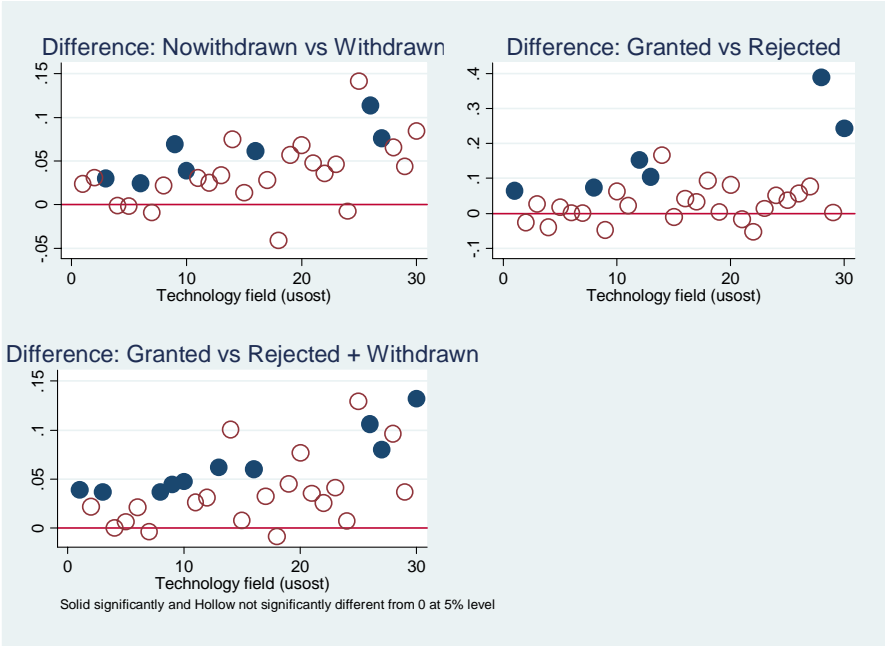 Difference: Nowithdrawn vs Withdrawn
.15
.1
.05
0
-.05
0 10 20 30
Technology field (usost)
Difference: Granted vs Rejected
.4
.3
.2
.1
0
-.1
0 10 20 30
Technology field (usost)
Difference: Granted vs Rejected + Withdrawn
.15
.1
.05
0
0 10 20 30
Technology field (usost)
Solid significantly and Hollow not significantly different from 0 at 5% level